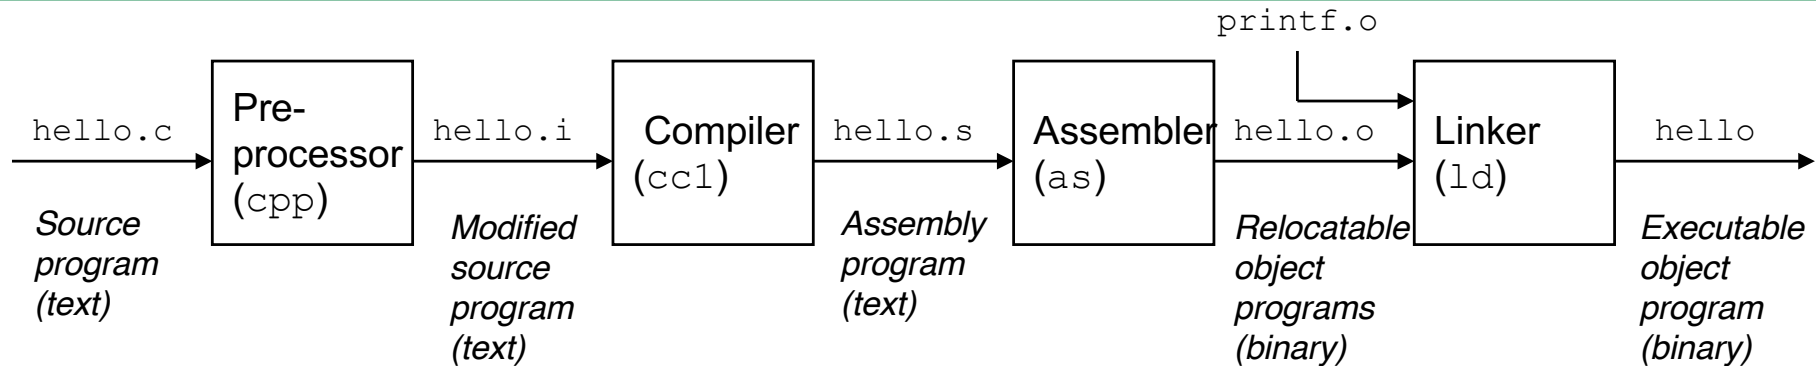 printf.o
hello.c
Pre-
processor
(cpp)
hello.i
Compiler
(cc1)
hello.s
Assembler
(as)
hello.o
Linker
(ld)
hello
Source
program
(text)
Modified
source
program
(text)
Assembly
program
(text)
Relocatable
object
programs
(binary)
Executable
object
program
(binary)